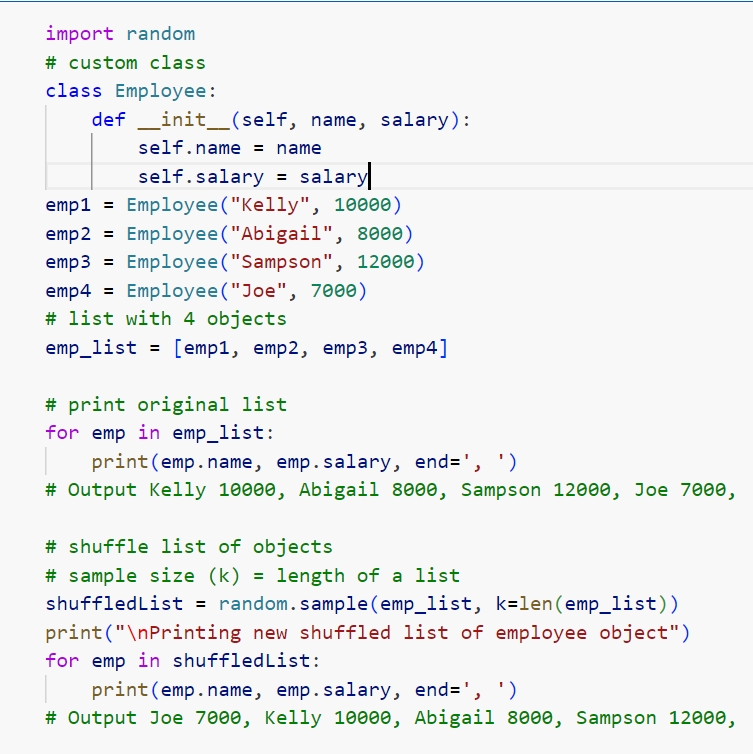 import random
# custom class
class Employee:
    def __init__(self, name, salary):
        self.name = name
        self.salary = salary
emp1 = Employee("Kelly", 10000)
emp2 = Employee("Abigail", 8000)
emp3 = Employee("Sampson", 12000)
emp4 = Employee("Joe", 7000)
# list with 4 objects
emp_list = [emp1, emp2, emp3, emp4]

# print original list
for emp in emp_list:
    print(emp.name, emp.salary, end=', ')
# Output Kelly 10000, Abigail 8000, Sampson 12000, Joe 7000,

# shuffle list of objects
# sample size (k) = length of a list
shuffledList = random.sample(emp_list, k=len(emp_list))
print("\nPrinting new shuffled list of employee object")
for emp in shuffledList:
    print(emp.name, emp.salary, end=', ')
# Output Joe 7000, Kelly 10000, Abigail 8000, Sampson 12000,